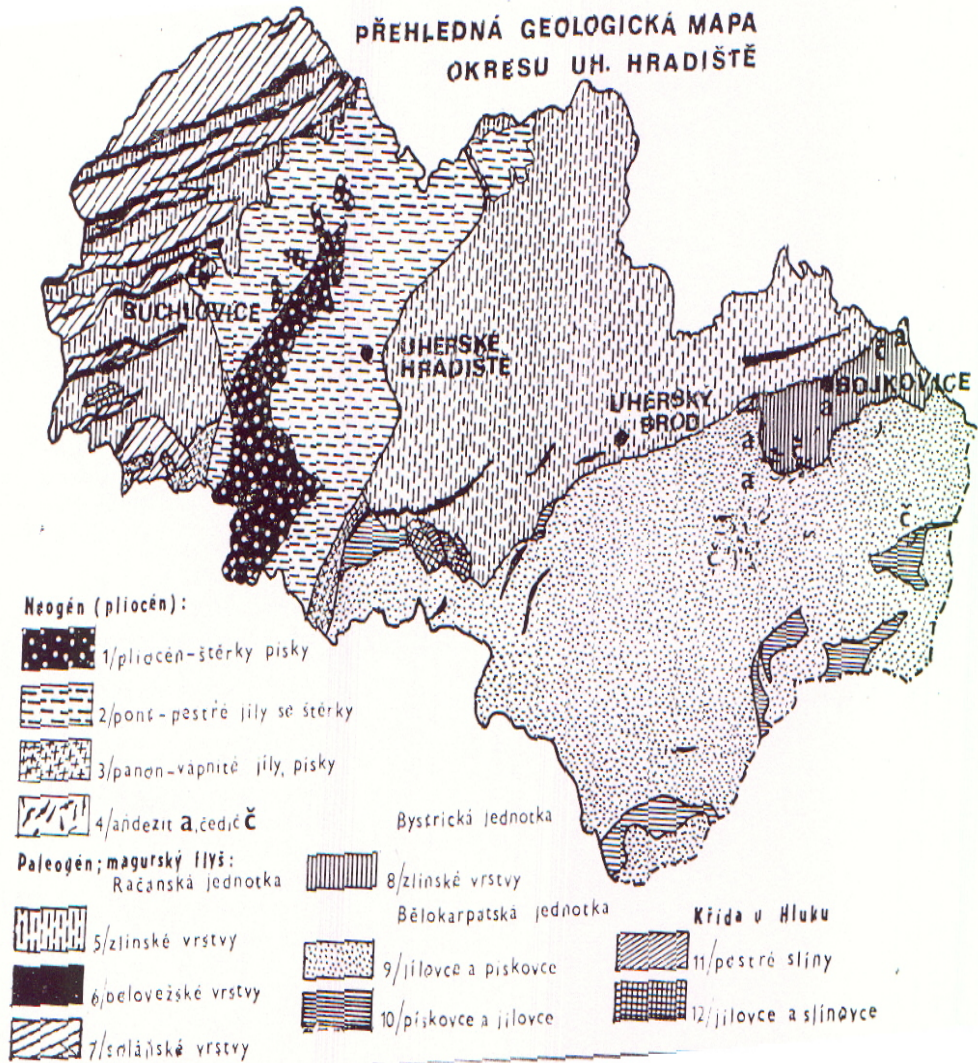 PŘEHLEDNÁ GEOLOGICKÁ MAPA
OKRESU UH. HRADIŠTĚ
BUCHLOVICE
UHERSKÉ
HRADIŠTĚ
UHERSKÝ
BROD
BOJKOVICE
č a
a
a
a
č
č
č
Neogén (pliocén):
1/pliocén-štěrky písky
2/pont-pestré jíly se štěrky
3/panon-vápnité jíly, písky
4/andezit a, čedič č
Paleogén; magurský flyš:
Račanská jednotka
5/zlínské vrstvy
6/belovežské vrstvy
7/soláňské vrstvy
Bystrická jednotka
8/zlínské vrstvy
Bělokarpatská jednotka
9/jílovce a pískovce
10/pískovce a jílovce
Křída u Hluku
11/pestré slíny
12/jílovce a slínovce